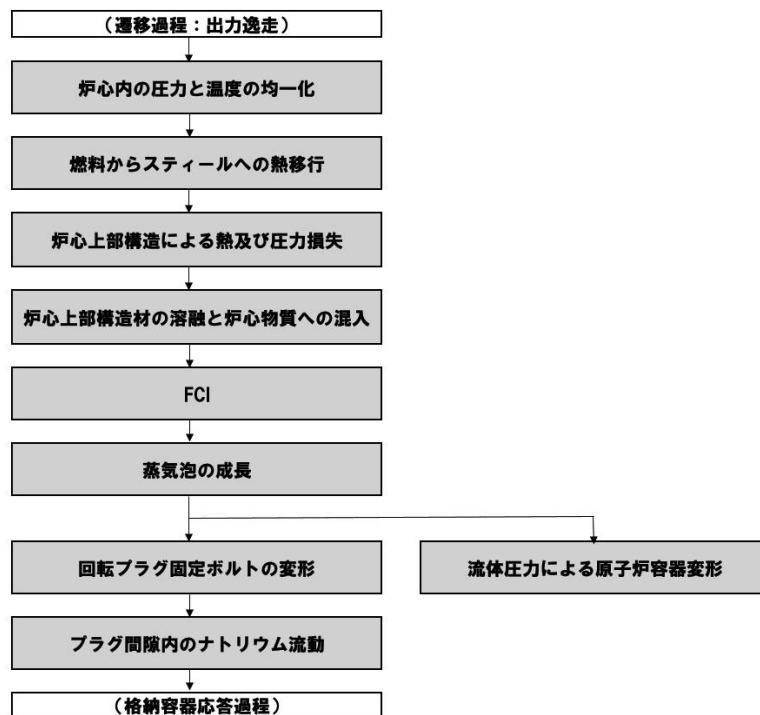 （遷移過程：出力逸走）
炉心内の圧力と温度の均一化
燃料からスティールへの熱移行
炉心上部構造による熱及び圧力損失
炉心上部構造材の溶融と炉心物質への混入
FCI
蒸気泡の成長
回転プラグ固定ボルトの変形
流体圧力による原子炉容器変形
プラグ間隙内のナトリウム流動
（格納容器応答過程）